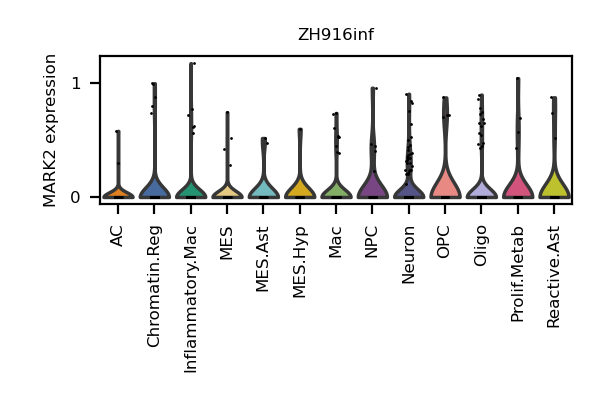 ZH916inf
MARK2 expression
1
0
AC
Chromatin.Reg
Inflammatory.Mac
MES
MES.Ast
MES.Hyp
Mac
NPC
Neuron
OPC
Oligo
Prolif.Metab
Reactive.Ast